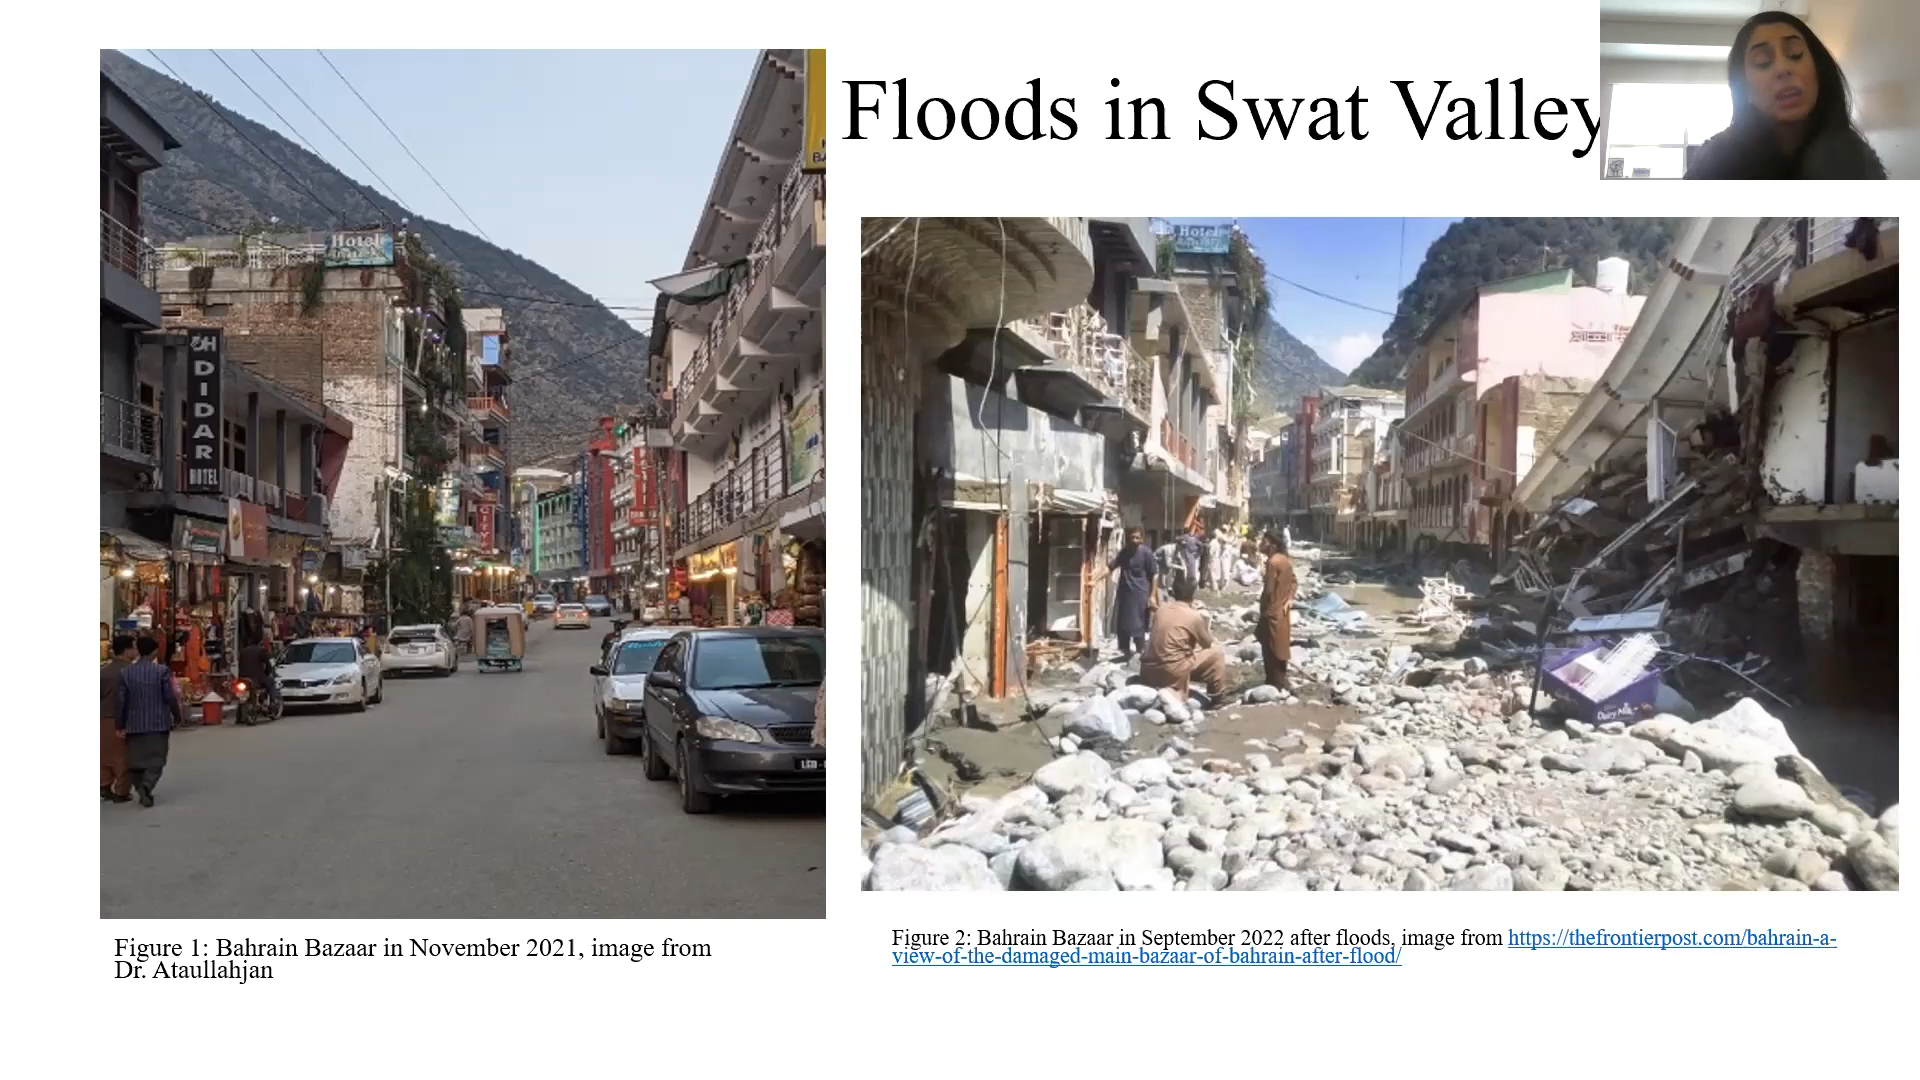 Floods in Swat Valley
Hotel
DIDAR
HOTEL
Hotel
Dairy Milk
Figure 1: Bahrain Bazaar in November 2021, image from
Dr. Ataullahjan
Figure 2: Bahrain Bazaar in September 2022 after floods, image from https://thefrontierpost.com/bahrain-a-
view-of-the-damaged-main-bazaar-of-bahrain-after-flood/